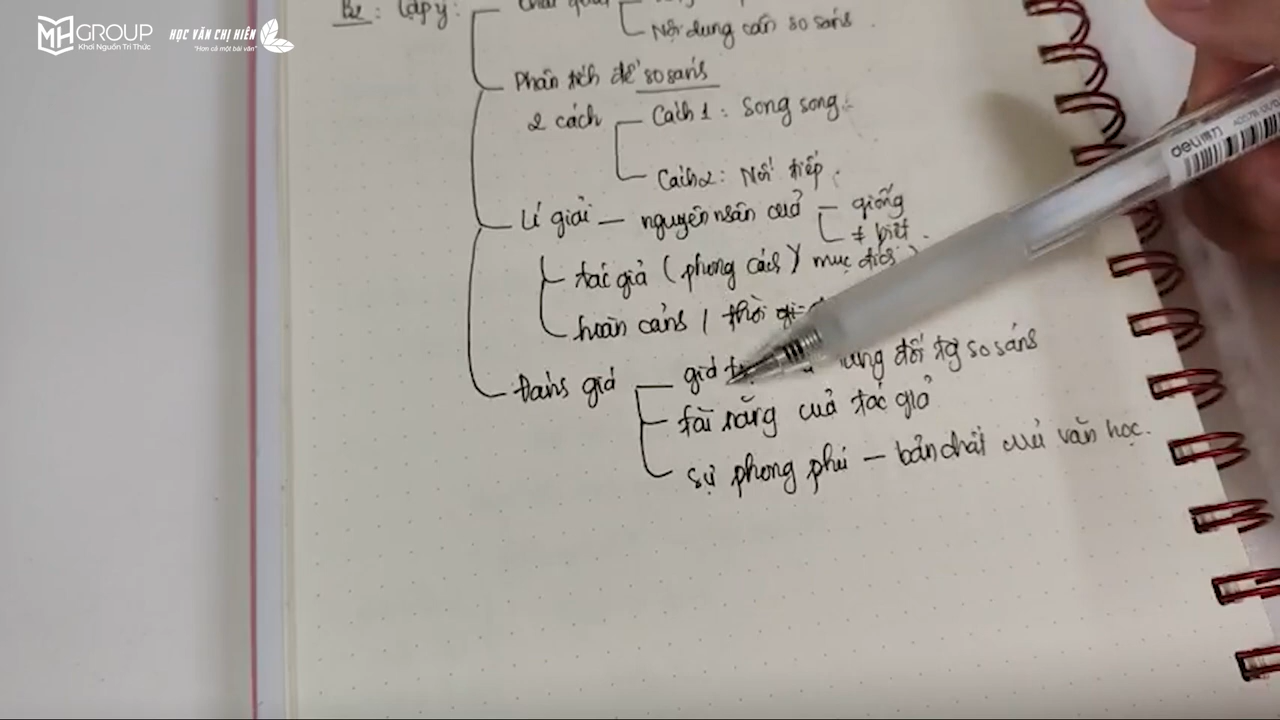 MH GROUP
Khơi Nguồn Tri Thức
HỌC VĂN CHỊ HIÊN
"Hơn cả một bài văn"
B2: Lập ý:
Nội dung cần so sánh.
Phân tích để so sánh
2 cách
Cách 1: Song song.
Cách 2: Nối tiếp.
Lí giải — nguyên nhân của
giống
≠ biệt.
tác giả (phong cách) mục đích
hoàn cảnh / thời
Đánh giá
giá đối tg so sánh
tài năng của tác giả
sự phong phú — bản chất của văn học.
deli